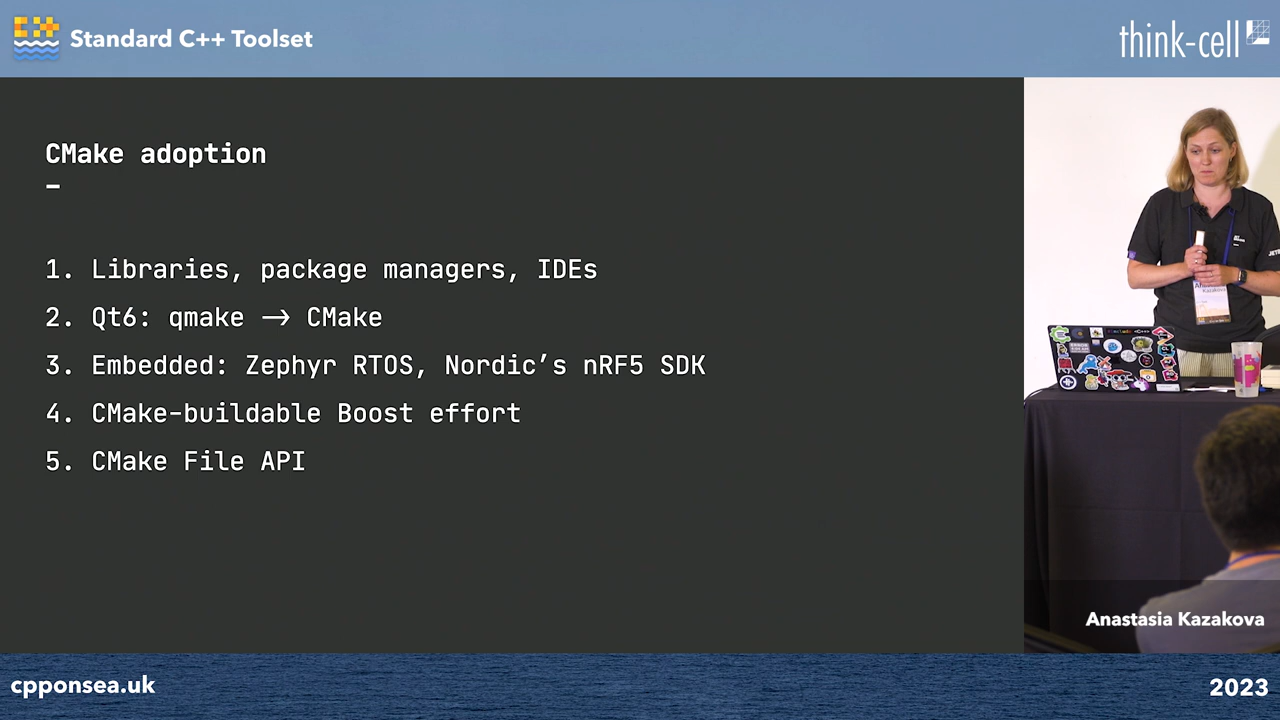 Standard C++ Toolset
think-cell
CMake adoption
1. Libraries, package managers, IDEs
2. Qt6: qmake → CMake
3. Embedded: Zephyr RTOS, Nordic’s nRF5 SDK
4. CMake-buildable Boost effort
5. CMake File API
Anastasia Kazakova
cpponsea.uk
2023